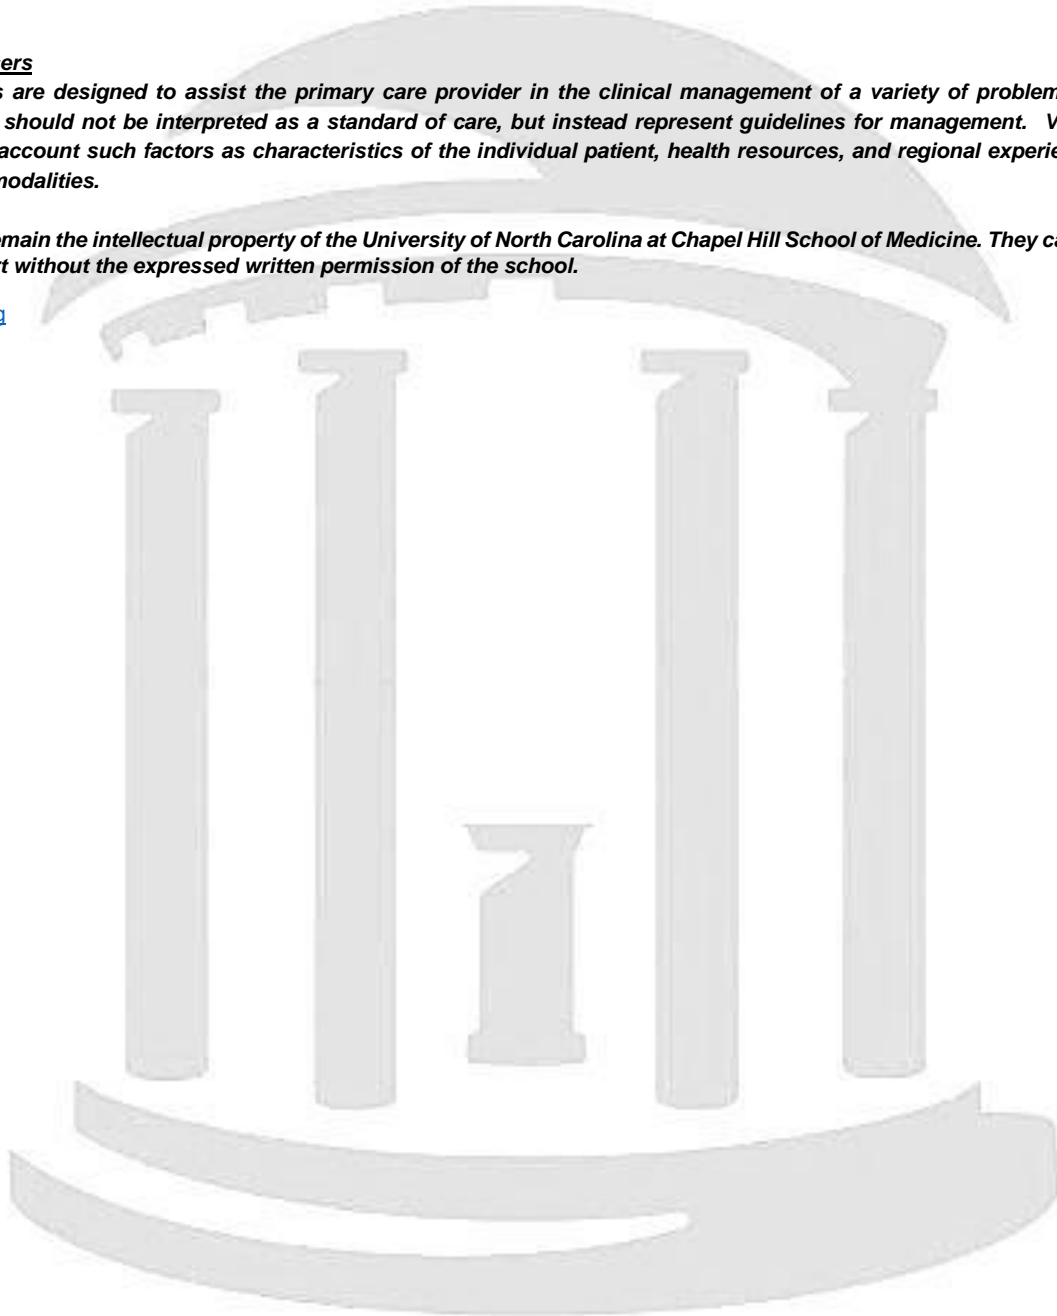 ers
s are designed to assist the primary care provider in the clinical management of a variety of problem
should not be interpreted as a standard of care, but instead represent guidelines for management. V
account such factors as characteristics of the individual patient, health resources, and regional experie
modalities.
emain the intellectual property of the University of North Carolina at Chapel Hill School of Medicine. They ca
rt without the expressed written permission of the school.
g